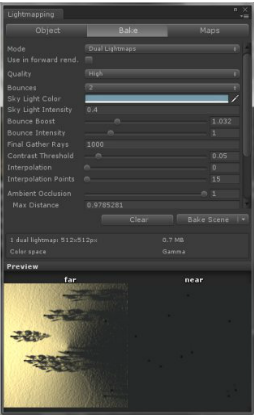 Lightmapping
Object Bake Maps
Mode Dual Lightmaps
Use in forward rend.
Quality High
Bounces 2
Sky Light Color
Sky Light Intensity 0.4
Bounce Boost 1.032
Bounce Intensity 1
Final Gather Rays 1000
Contrast Threshold 0.05
Interpolation 0
Interpolation Points 15
Ambient Occlusion 1
Max Distance 0.9785281
Clear Bake Scene
1 dual lightmap: 512x512px 0.7 MB
Color space Gamma
Preview
far near